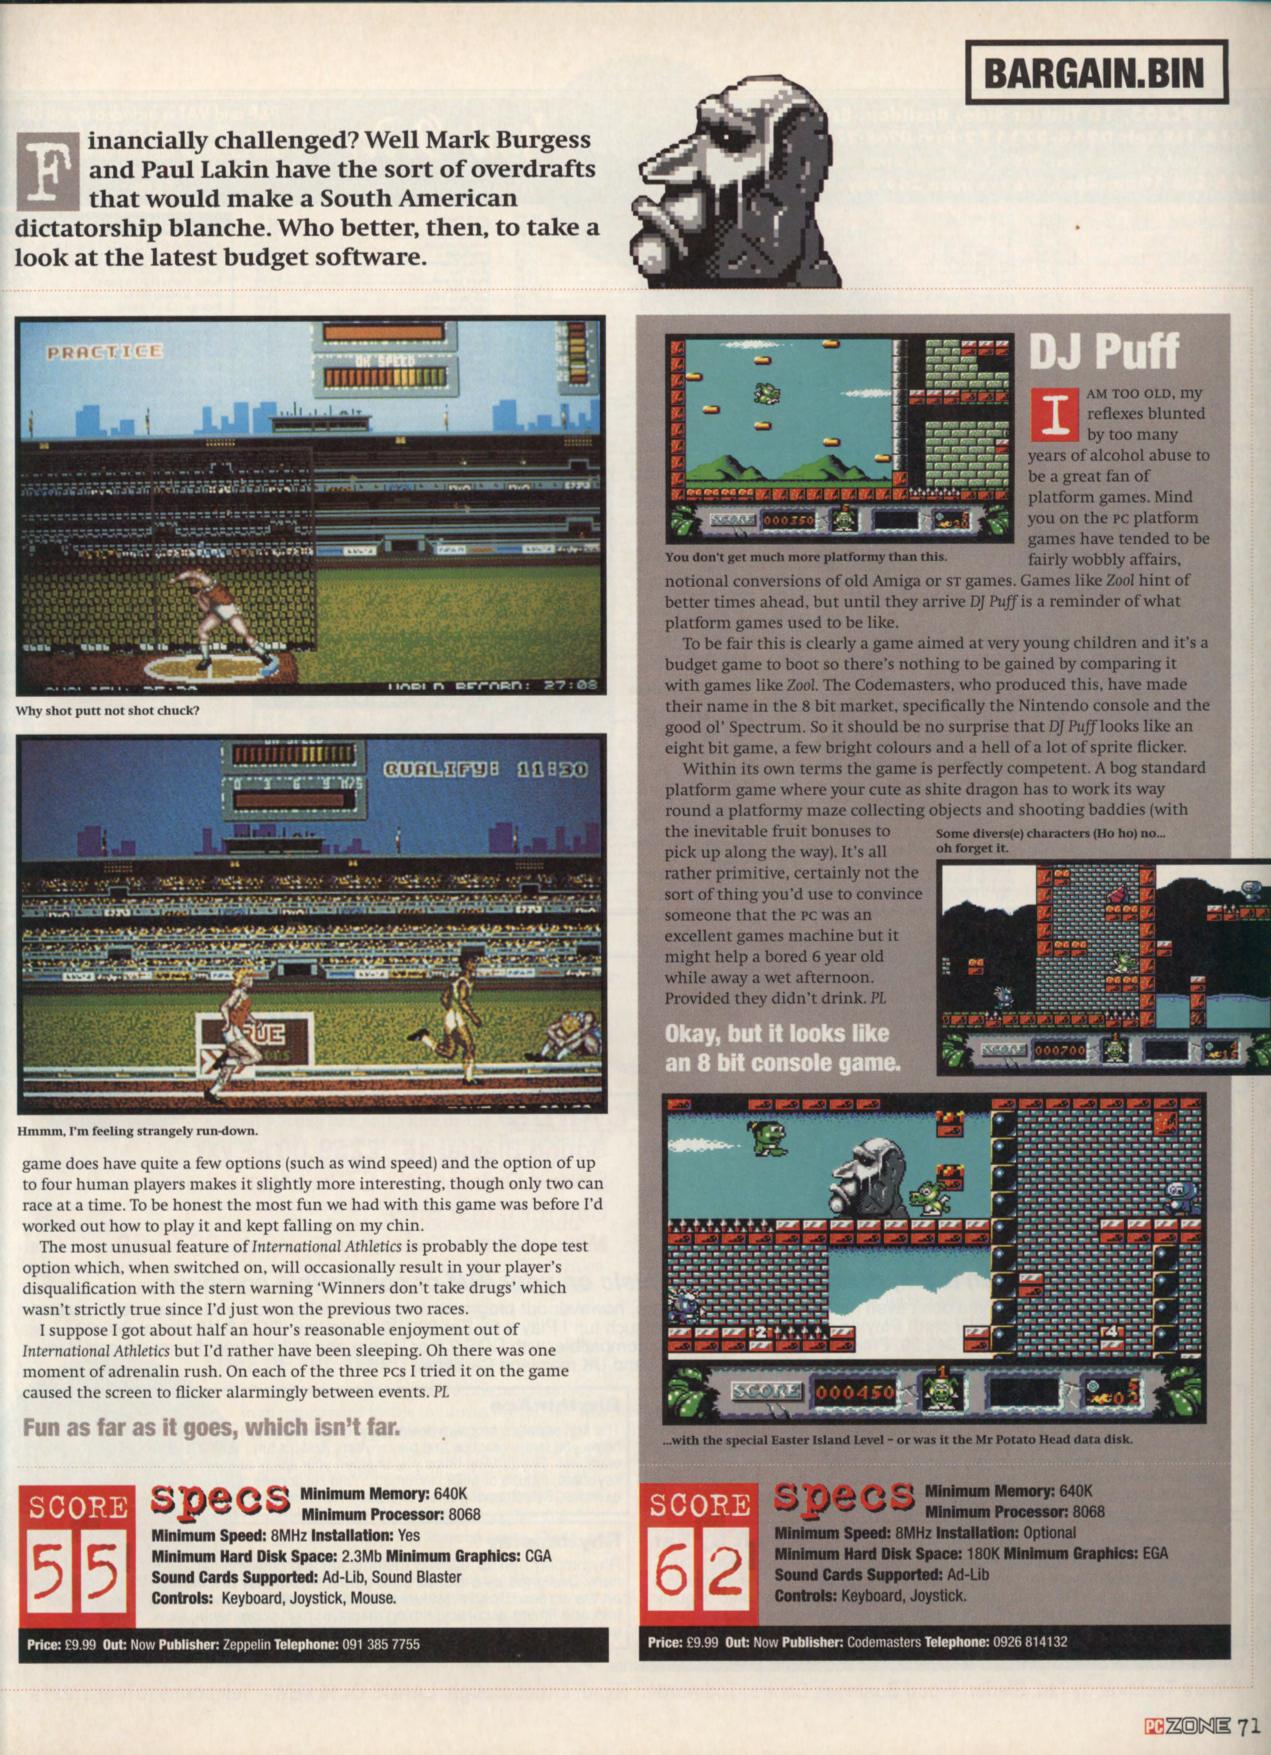 BARGAIN.BIN
Financially challenged? Well Mark Burgess
and Paul Lakin have the sort of overdrafts
that would make a South American
dictatorship blanche. Who better, then, to take a
look at the latest budget software.
PRACTICE
OK SPEED
WORLD RECORD: 27:08
Why shot putt not shot chuck?
OK SPEED
QUALIFY: 11:30
0 3 6 9 M/S
Hmmm, I'm feeling strangely run-down.
game does have quite a few options (such as wind speed) and the option of up
to four human players makes it slightly more interesting, though only two can
race at a time. To be honest the most fun we had with this game was before I'd
worked out how to play it and kept falling on my chin.
The most unusual feature of International Athletics is probably the dope test
option which, when switched on, will occasionally result in your player's
disqualification with the stern warning 'Winners don't take drugs' which
wasn't strictly true since I'd just won the previous two races.
I suppose I got about half an hour's reasonable enjoyment out of
International Athletics but I'd rather have been sleeping. Oh there was one
moment of adrenalin rush. On each of the three PCs I tried it on the game
caused the screen to flicker alarmingly between events. PL
Fun as far as it goes, which isn't far.
SCORE
55
specs
Minimum Memory: 640K
Minimum Processor: 8068
Minimum Speed: 8MHz Installation: Yes
Minimum Hard Disk Space: 2.3Mb Minimum Graphics: CGA
Sound Cards Supported: Ad-Lib, Sound Blaster
Controls: Keyboard, Joystick, Mouse.
Price: £9.99 Out: Now Publisher: Zeppelin Telephone: 091 385 7755
SCORE 000350
You don't get much more platformy than this.
DJ Puff
I AM TOO OLD, my
reflexes blunted
by too many
years of alcohol abuse to
be a great fan of
platform games. Mind
you on the PC platform
games have tended to be
fairly wobbly affairs,
notional conversions of old Amiga or ST games. Games like Zool hint of
better times ahead, but until they arrive DJ Puff is a reminder of what
platform games used to be like.
To be fair this is clearly a game aimed at very young children and it's a
budget game to boot so there's nothing to be gained by comparing it
with games like Zool. The Codemasters, who produced this, have made
their name in the 8 bit market, specifically the Nintendo console and the
good ol' Spectrum. So it should be no surprise that DJ Puff looks like an
eight bit game, a few bright colours and a hell of a lot of sprite flicker.
Within its own terms the game is perfectly competent. A bog standard
platform game where your cute as shite dragon has to work its way
round a platformy maze collecting objects and shooting baddies (with
the inevitable fruit bonuses to
pick up along the way). It's all
rather primitive, certainly not the
sort of thing you'd use to convince
someone that the PC was an
excellent games machine but it
might help a bored 6 year old
while away a wet afternoon.
Provided they didn't drink. PL
Okay, but it looks like
an 8 bit console game.
Some divers(e) characters (Ho ho) no...
oh forget it.
SCORE 000700
2
4
SCORE 000450 1
...with the special Easter Island Level – or was it the Mr Potato Head data disk.
SCORE
62
specs
Minimum Memory: 640K
Minimum Processor: 8068
Minimum Speed: 8MHz Installation: Optional
Minimum Hard Disk Space: 180K Minimum Graphics: EGA
Sound Cards Supported: Ad-Lib
Controls: Keyboard, Joystick.
Price: £9.99 Out: Now Publisher: Codemasters Telephone: 0926 814132
PC ZONE 71